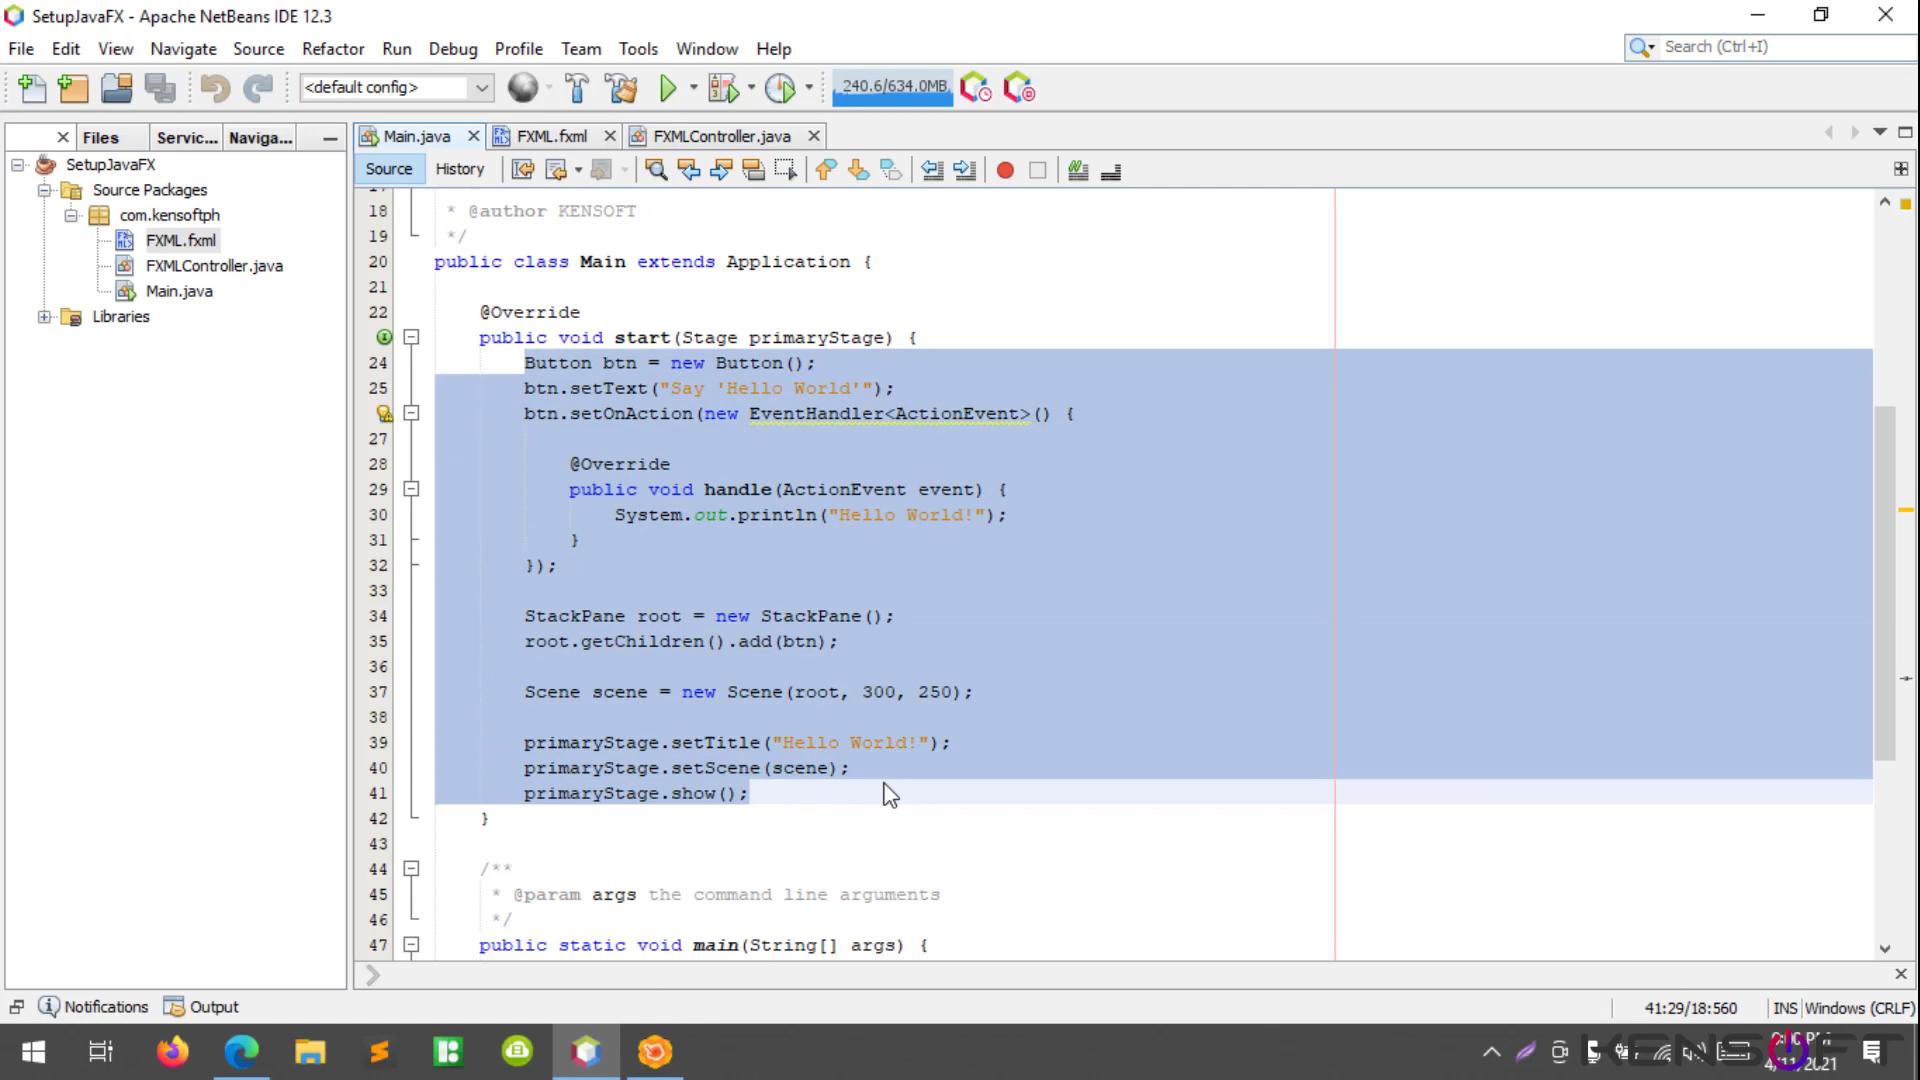 SetupJavaFX - Apache NetBeans IDE 12.3
File Edit View Navigate Source Refactor Run Debug Profile Team Tools Window Help
Search (Ctrl+I)
<default config>
240.6/634.0MB
Files Servic... Naviga...
Main.java FXML.fxml FXMLController.java
SetupJavaFX
Source Packages
com.kensoftph
FXML.fxml
FXMLController.java
Main.java
Libraries
Source History
18 * @author KENSOFT
19 */
20 public class Main extends Application {
21
22 @Override
public void start(Stage primaryStage) {
24 Button btn = new Button();
25 btn.setText("Say 'Hello World'");
btn.setOnAction(new EventHandler<ActionEvent>() {
27
28 @Override
29 public void handle(ActionEvent event) {
30 System.out.println("Hello World!");
31 }
32 });
33
34 StackPane root = new StackPane();
35 root.getChildren().add(btn);
36
37 Scene scene = new Scene(root, 300, 250);
38
39 primaryStage.setTitle("Hello World!");
40 primaryStage.setScene(scene);
41 primaryStage.show();
42 }
43
44 /**
45 * @param args the command line arguments
46 */
47 public static void main(String[] args) {
Notifications Output
41:29/18:560 INS Windows (CRLF)
KENSOFT